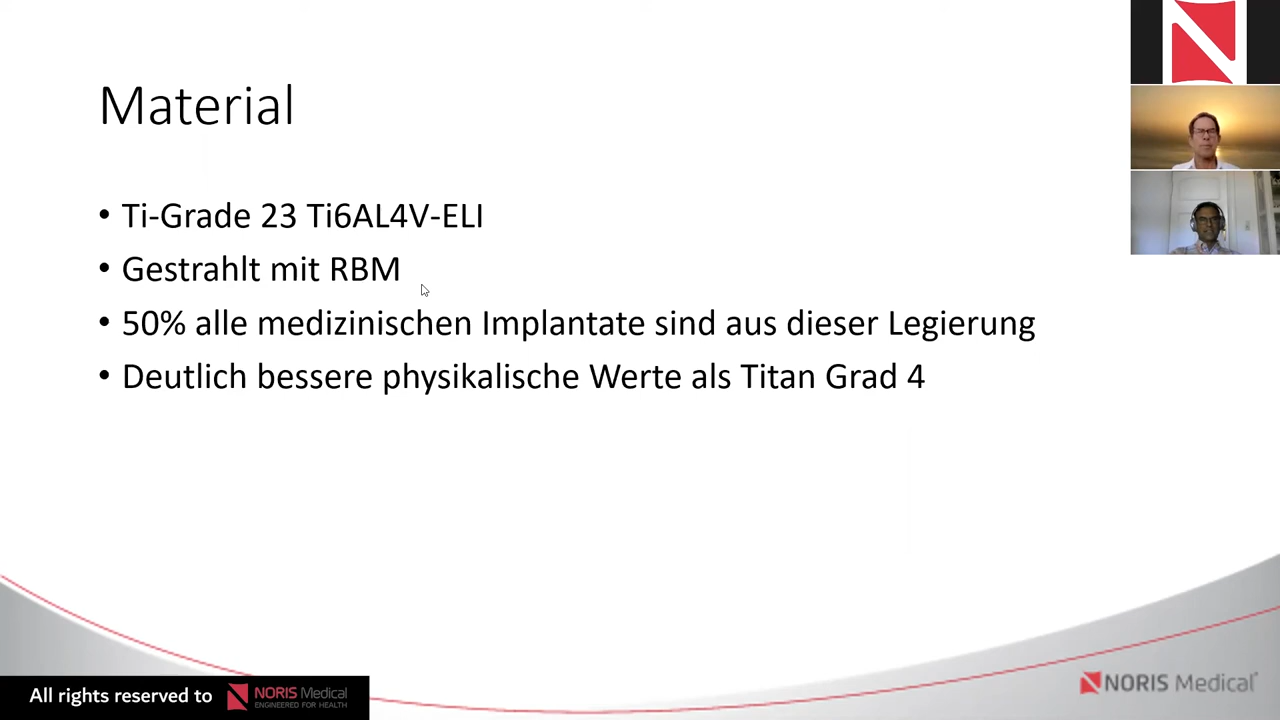 Material
• Ti-Grade 23 Ti6AL4V-ELI
• Gestrahlt mit RBM
• 50% alle medizinischen Implantate sind aus dieser Legierung
• Deutlich bessere physikalische Werte als Titan Grad 4
All rights reserved to NORIS Medical
ENGINEERED FOR HEALTH
NORIS Medical